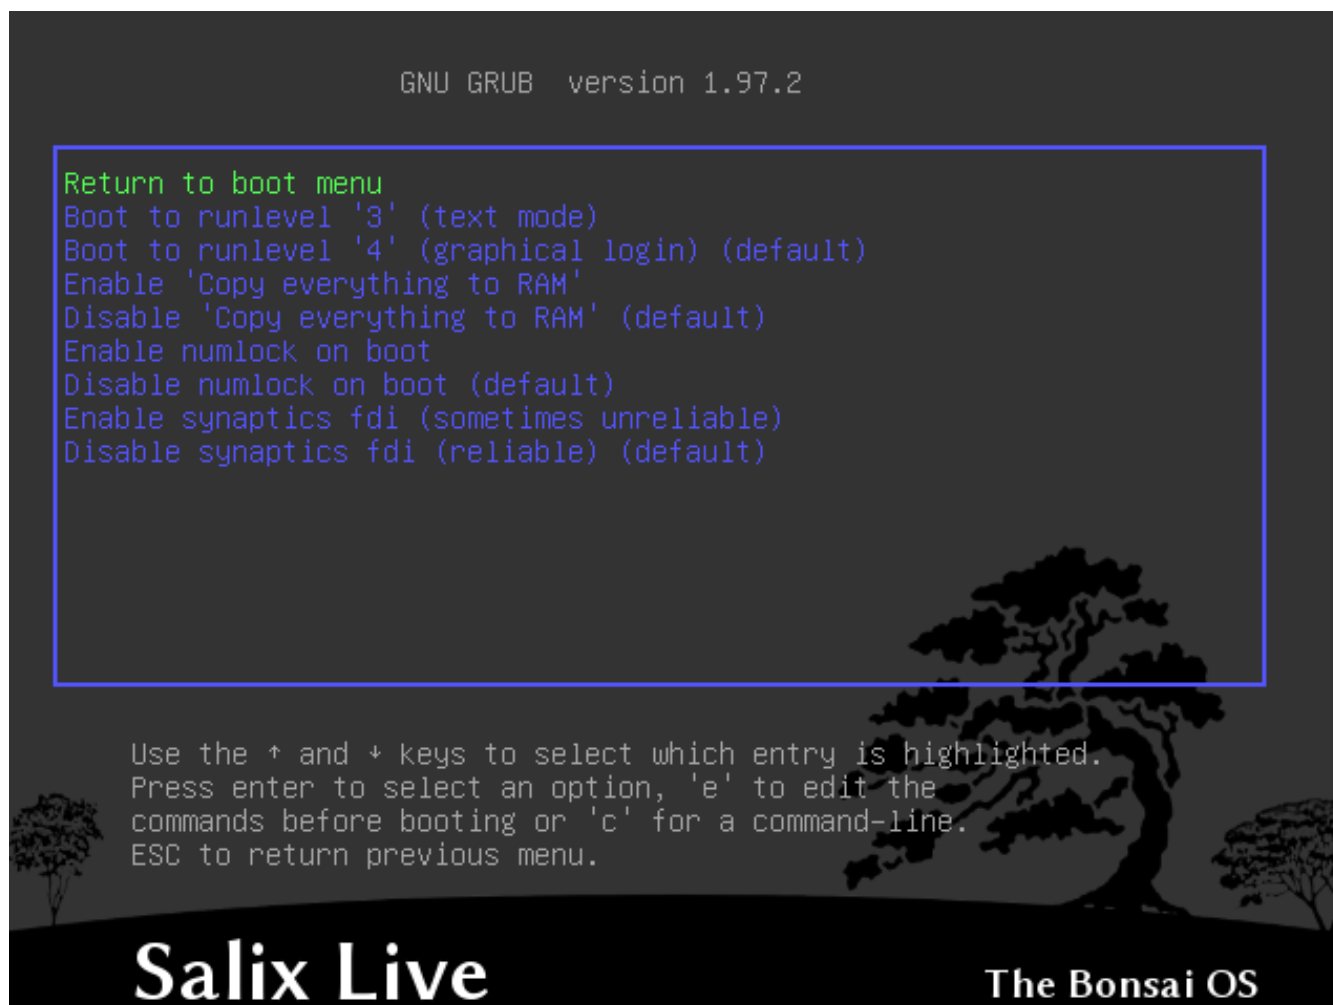 GNU GRUB  version 1.97.2
Return to boot menu
Boot to runlevel '3' (text mode)
Boot to runlevel '4' (graphical login) (default)
Enable 'Copy everything to RAM'
Disable 'Copy everything to RAM' (default)
Enable numlock on boot
Disable numlock on boot (default)
Enable synaptics fdi (sometimes unreliable)
Disable synaptics fdi (reliable) (default)
Use the ↑ and ↓ keys to select which entry is highlighted.
Press enter to select an option, 'e' to edit the
commands before booting or 'c' for a command-line.
ESC to return previous menu.
Salix Live
The Bonsai OS